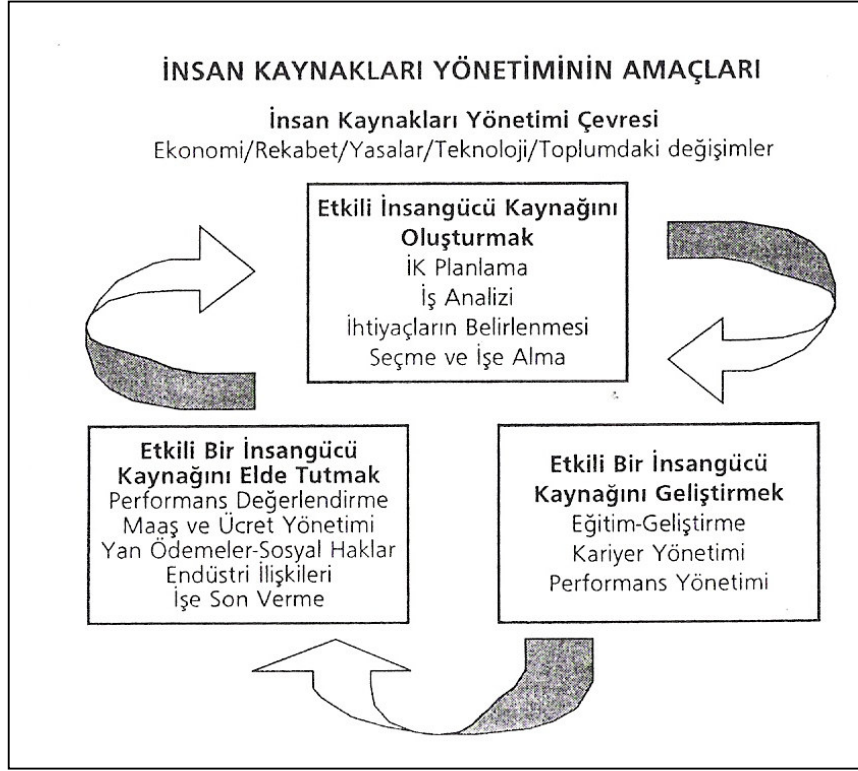 İNSAN KAYNAKLARI YÖNETİMİNİN AMAÇLARI
İnsan Kaynakları Yönetimi Çevresi
Ekonomi/Rekabet/Yasalar/Teknoloji/Toplumdaki değişimler
Etkili İnsangücü Kaynağını
Oluşturmak
İK Planlama
İş Analizi
İhtiyaçların Belirlenmesi
Seçme ve İşe Alma
Etkili Bir İnsangücü
Kaynağını Elde Tutmak
Performans Değerlendirme
Maaş ve Ücret Yönetimi
Yan Ödemeler-Sosyal Haklar
Endüstri İlişkileri
İşe Son Verme
Etkili Bir İnsangücü
Kaynağını Geliştirmek
Eğitim-Geliştirme
Kariyer Yönetimi
Performans Yönetimi